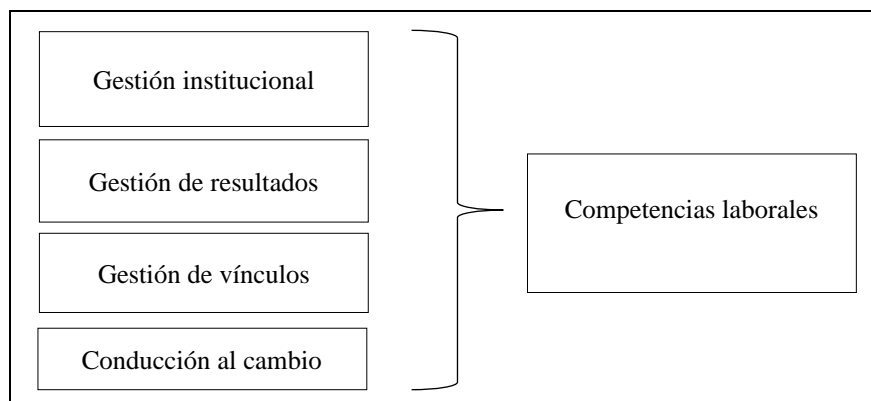 Gestión institucional
Gestión de resultados
Gestión de vínculos
Conducción al cambio
Competencias laborales